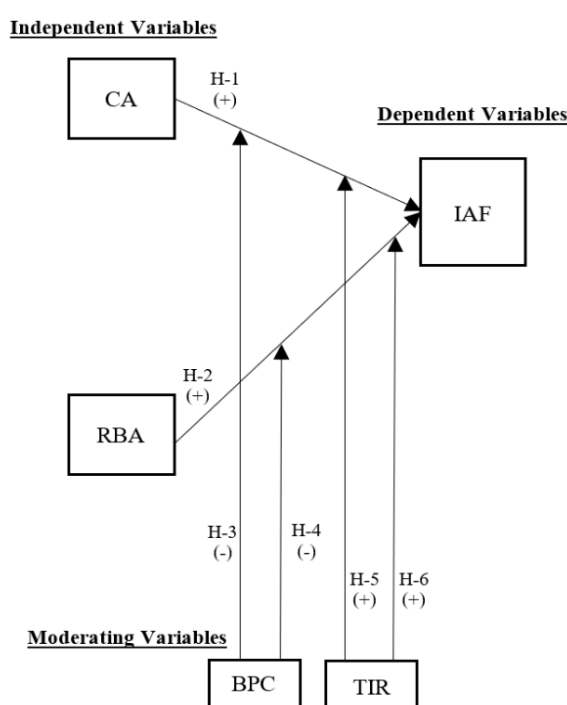 Independent Variables
CA
H-1
(+)
Dependent Variables
IAF
H-2
(+)
RBA
H-3
(-)
H-4
(-)
H-5
(+)
H-6
(+)
Moderating Variables
BPC
TIR